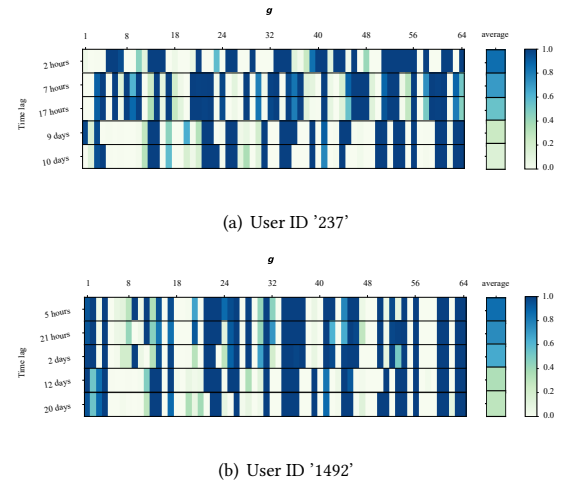 g
1 8 18 24 32 40 48 56 64 average
2 hours
7 hours
17 hours
9 days
10 days
Time lag
1.0
0.8
0.6
0.4
0.2
0.0
(a) User ID '237'
g
1 8 18 24 32 40 48 56 64 average
5 hours
21 hours
2 days
12 days
20 days
Time lag
1.0
0.8
0.6
0.4
0.2
0.0
(b) User ID '1492'